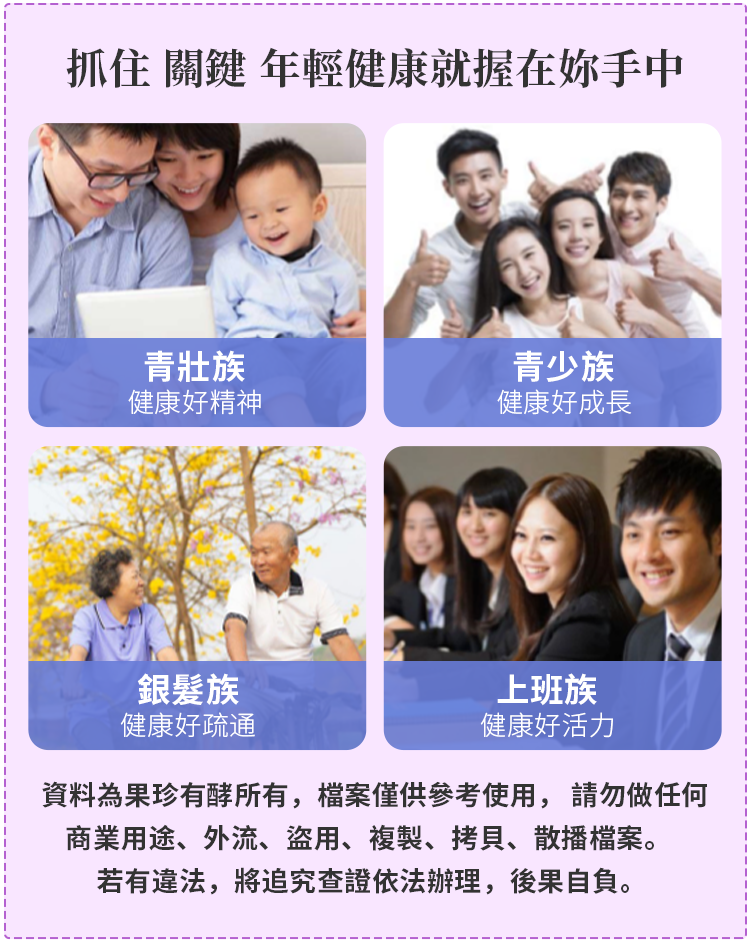 抓住 關鍵 年輕健康就握在妳手中
青壯族
健康好精神
青少族
健康好成長
銀髮族
健康好疏通
上班族
健康好活力
資料為果珍有酵所有，檔案僅供參考使用， 請勿做任何
商業用途、外流、盜用、複製、拷貝、散播檔案。
若有違法，將追究查證依法辦理，後果自負。